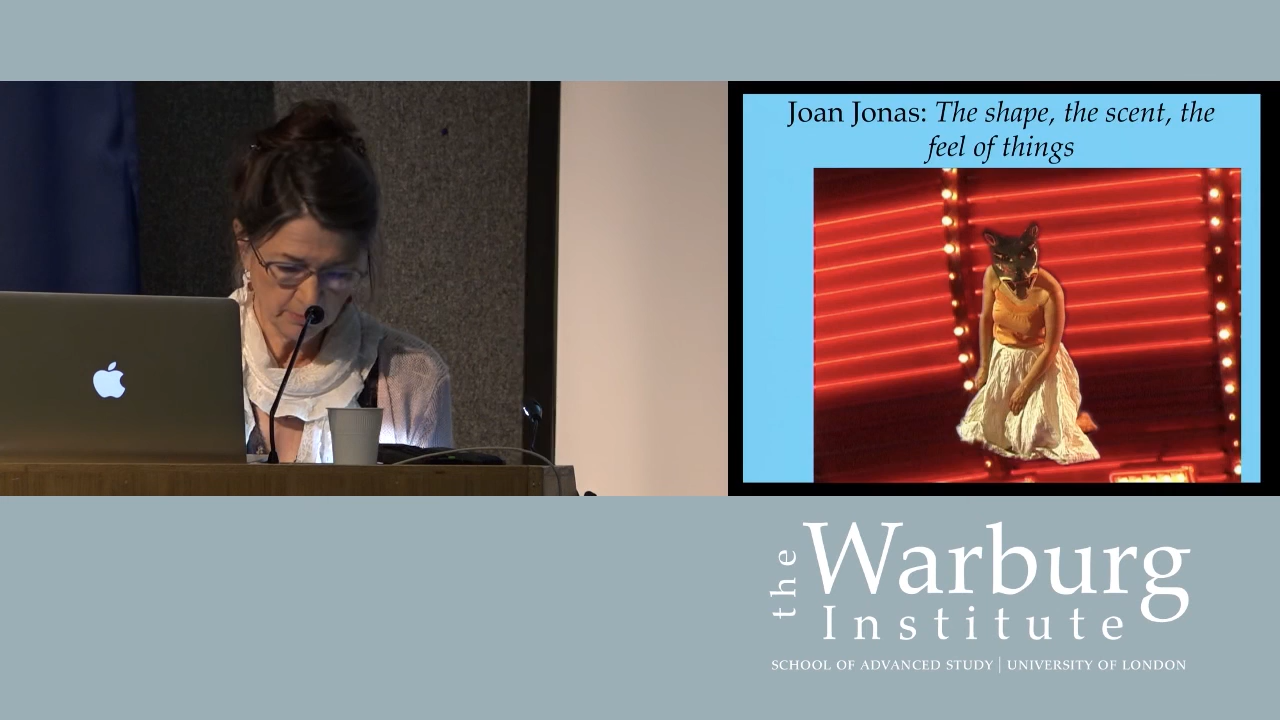 Joan Jonas: The shape, the scent, the
feel of things
the Warburg
Institute
SCHOOL OF ADVANCED STUDY | UNIVERSITY OF LONDON